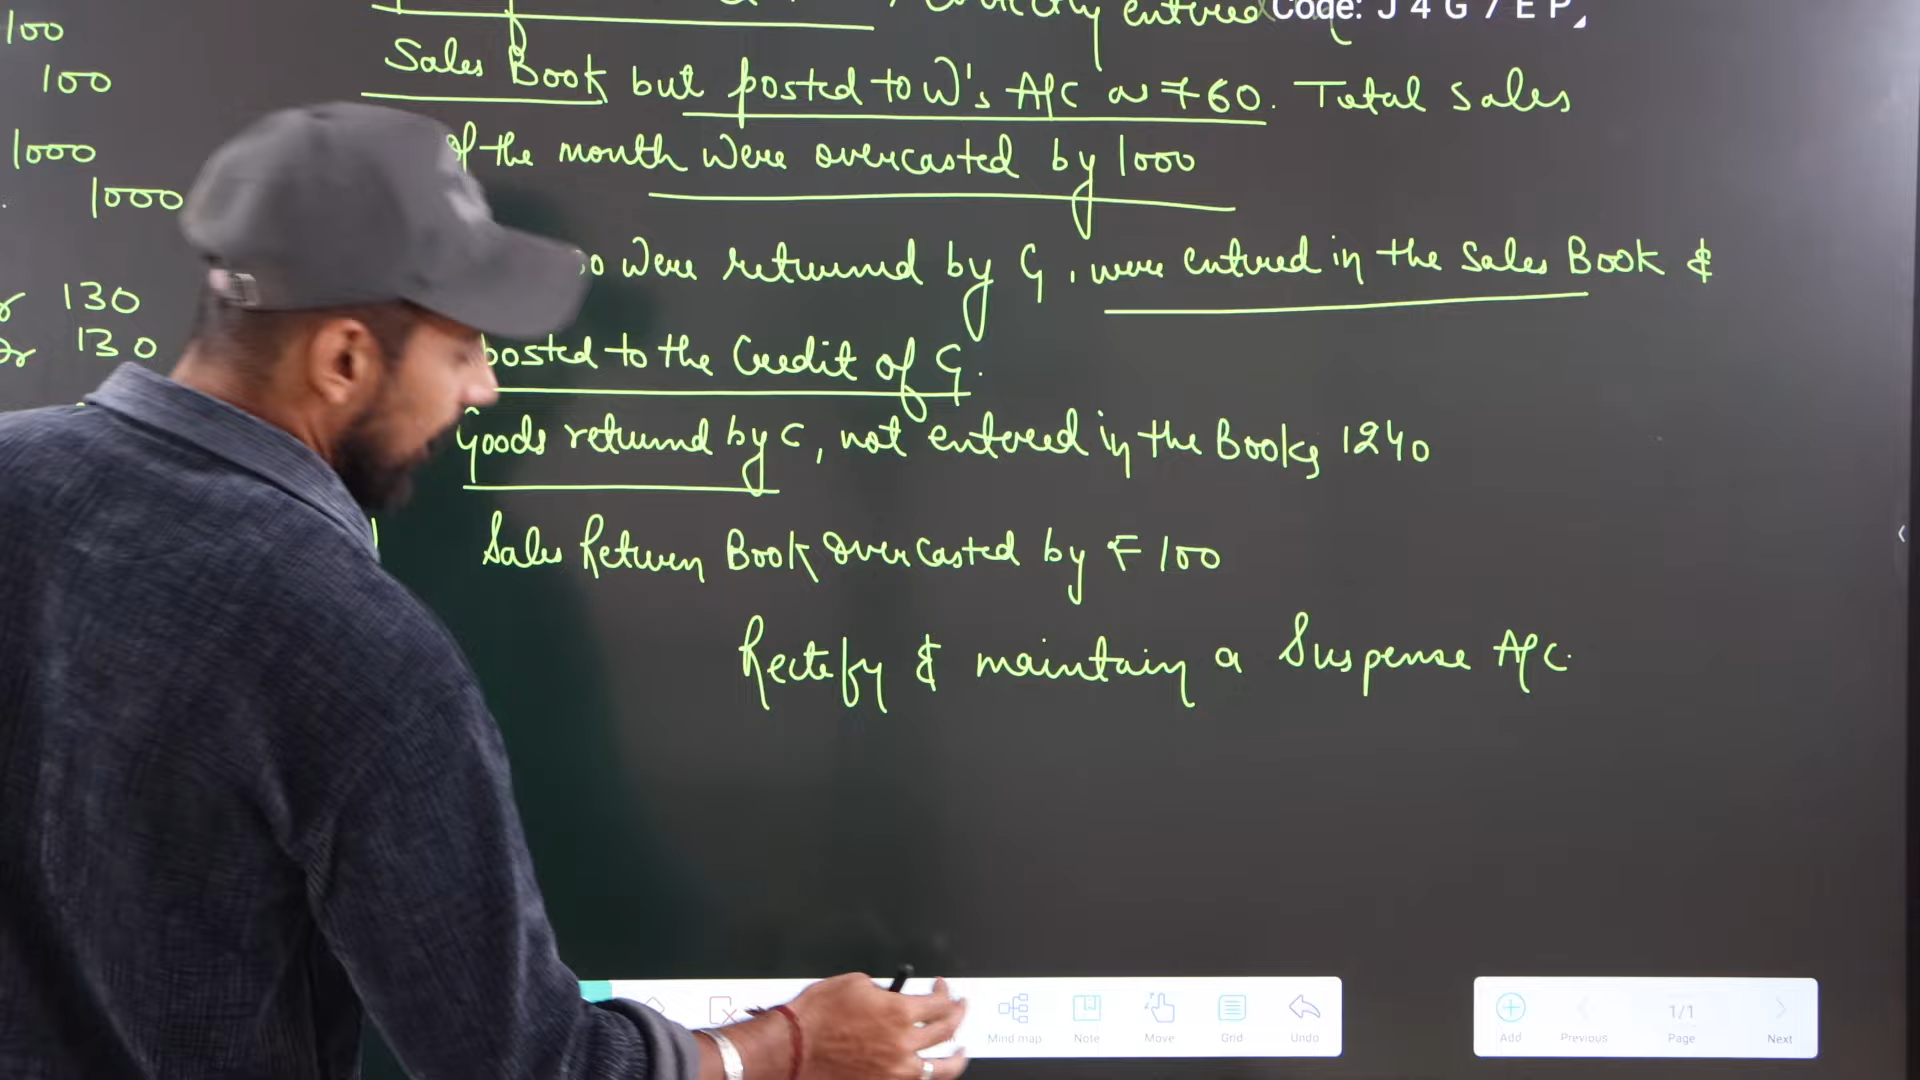 100
100
1000
1000
130
Dr 130
entered Code: J 4 G 7 E P
Sales Book but posted to W's A/c as ₹60. Total Sales
of the month were overcasted by 1000
were returned by G, were entered in the Sales Book &
posted to the Credit of G.
Goods returned by C, not entered in the Books 1240
Sales Return Book overcasted by ₹ 100
Rectify & maintain a Suspense A/c.
Mind map
Note
Move
Grid
Undo
Add
Previous
1/1
Page
Next